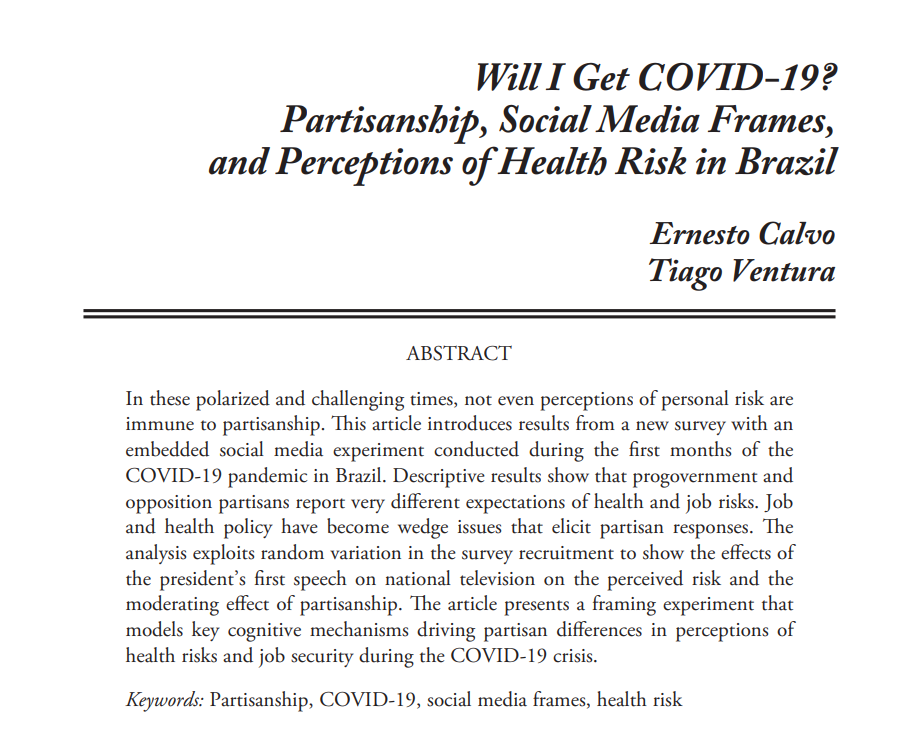 Will I Get COVID-19?
Partisanship, Social Media Frames,
and Perceptions of Health Risk in Brazil
Ernesto Calvo
Tiago Ventura
ABSTRACT
In these polarized and challenging times, not even perceptions of personal risk are
immune to partisanship. This article introduces results from a new survey with an
embedded social media experiment conducted during the first months of the
COVID-19 pandemic in Brazil. Descriptive results show that progovernment and
opposition partisans report very different expectations of health and job risks. Job
and health policy have become wedge issues that elicit partisan responses. The
analysis exploits random variation in the survey recruitment to show the effects of
the president's first speech on national television on the perceived risk and the
moderating effect of partisanship. The article presents a framing experiment that
models key cognitive mechanisms driving partisan differences in perceptions of
health risks and job security during the COVID-19 crisis.
Keywords: Partisanship, COVID-19, social media frames, health risk